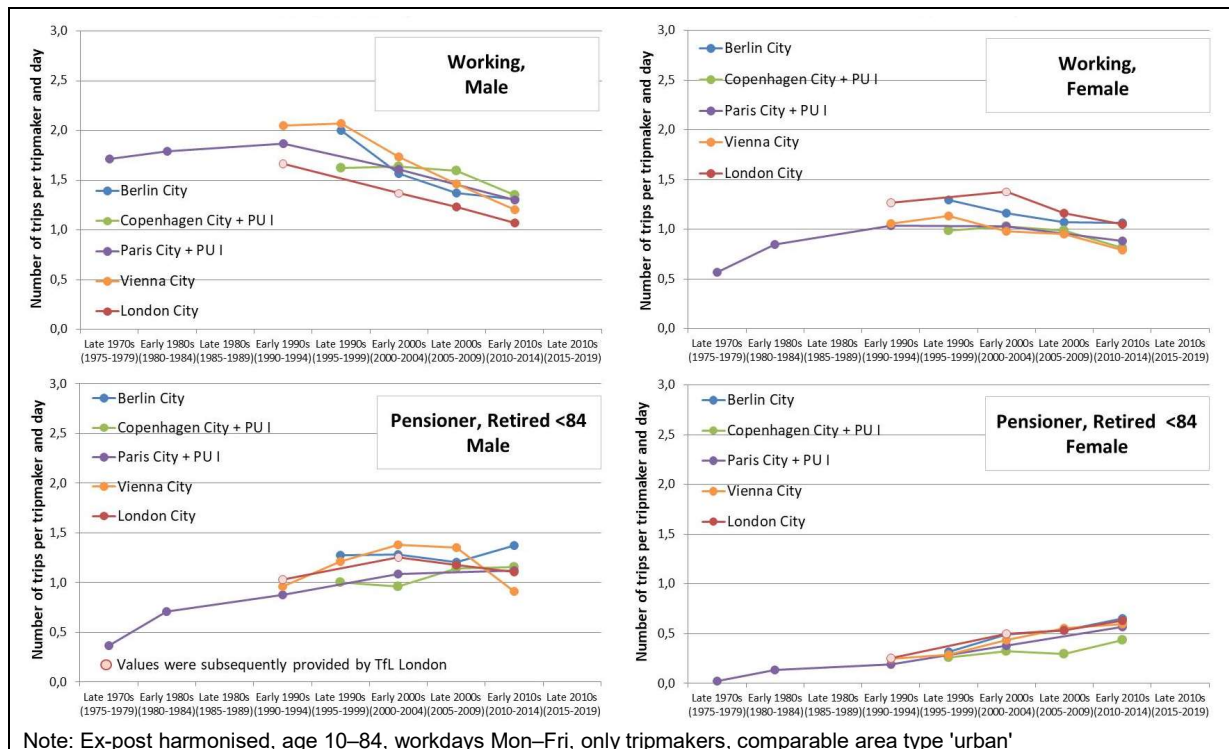 Number of trips per tripmaker and day
3,0
2,5
2,0
1,5
1,0
0,5
0,0
Working,
Male
Berlin City
Copenhagen City + PU I
Paris City + PU I
Vienna City
London City
Late 1970s Early 1980s Late 1980s Early 1990s Late 1990s Early 2000s Late 2000s Early 2010s Late 2010s
(1975-1979)(1980-1984)(1985-1989)(1990-1994)(1995-1999)(2000-2004)(2005-2009)(2010-2014)(2015-2019)
Number of trips per tripmaker and day
3,0
2,5
2,0
1,5
1,0
0,5
0,0
Berlin City
Copenhagen City + PU I
Paris City + PU I
Vienna City
London City
Working,
Female
Late 1970s Early 1980s Late 1980s Early 1990s Late 1990s Early 2000s Late 2000s Early 2010s Late 2010s
(1975-1979)(1980-1984)(1985-1989)(1990-1994)(1995-1999)(2000-2004)(2005-2009)(2010-2014)(2015-2019)
Number of trips per tripmaker and day
3,0
2,5
2,0
1,5
1,0
0,5
0,0
Berlin City
Copenhagen City + PU I
Paris City + PU I
Vienna City
London City
Pensioner, Retired <84
Male
Values were subsequently provided by TfL London
Late 1970s Early 1980s Late 1980s Early 1990s Late 1990s Early 2000s Late 2000s Early 2010s Late 2010s
(1975-1979)(1980-1984)(1985-1989)(1990-1994)(1995-1999)(2000-2004)(2005-2009)(2010-2014)(2015-2019)
Number of trips per tripmaker and day
3,0
2,5
2,0
1,5
1,0
0,5
0,0
Berlin City
Copenhagen City + PU I
Paris City + PU I
Vienna City
London City
Pensioner, Retired <84
Female
Late 1970s Early 1980s Late 1980s Early 1990s Late 1990s Early 2000s Late 2000s Early 2010s Late 2010s
(1975-1979)(1980-1984)(1985-1989)(1990-1994)(1995-1999)(2000-2004)(2005-2009)(2010-2014)(2015-2019)
Note: Ex-post harmonised, age 10–84, workdays Mon–Fri, only tripmakers, comparable area type 'urban'